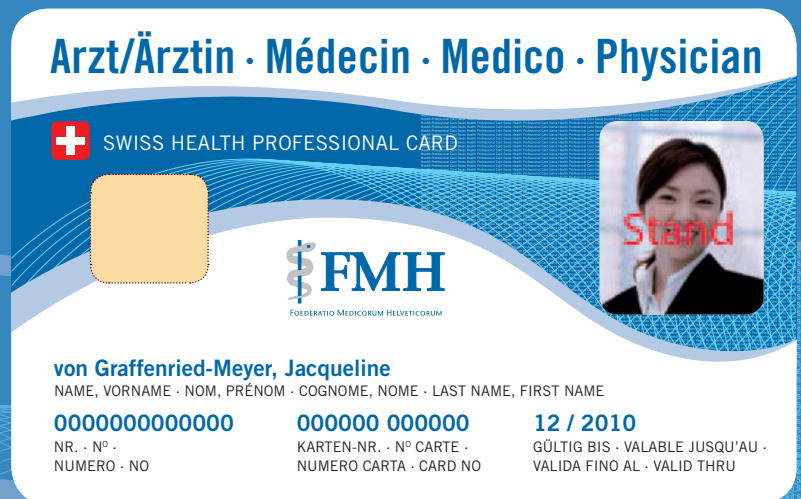 Arzt/Ärztin · Médecin · Medico · Physician
SWISS HEALTH PROFESSIONAL CARD
Stand
FMH
FOEDERATIO MEDICORUM HELVETICORUM
von Graffenried-Meyer, Jacqueline
NAME, VORNAME · NOM, PRÉNOM · COGNOME, NOME · LAST NAME, FIRST NAME
0000000000000
NR. · Nº ·
NUMERO · NO
000000 000000
KARTEN-NR. · Nº CARTE ·
NUMERO CARTA · CARD NO
12 / 2010
GÜLTIG BIS · VALABLE JUSQU'AU ·
VALIDA FINO AL · VALID THRU